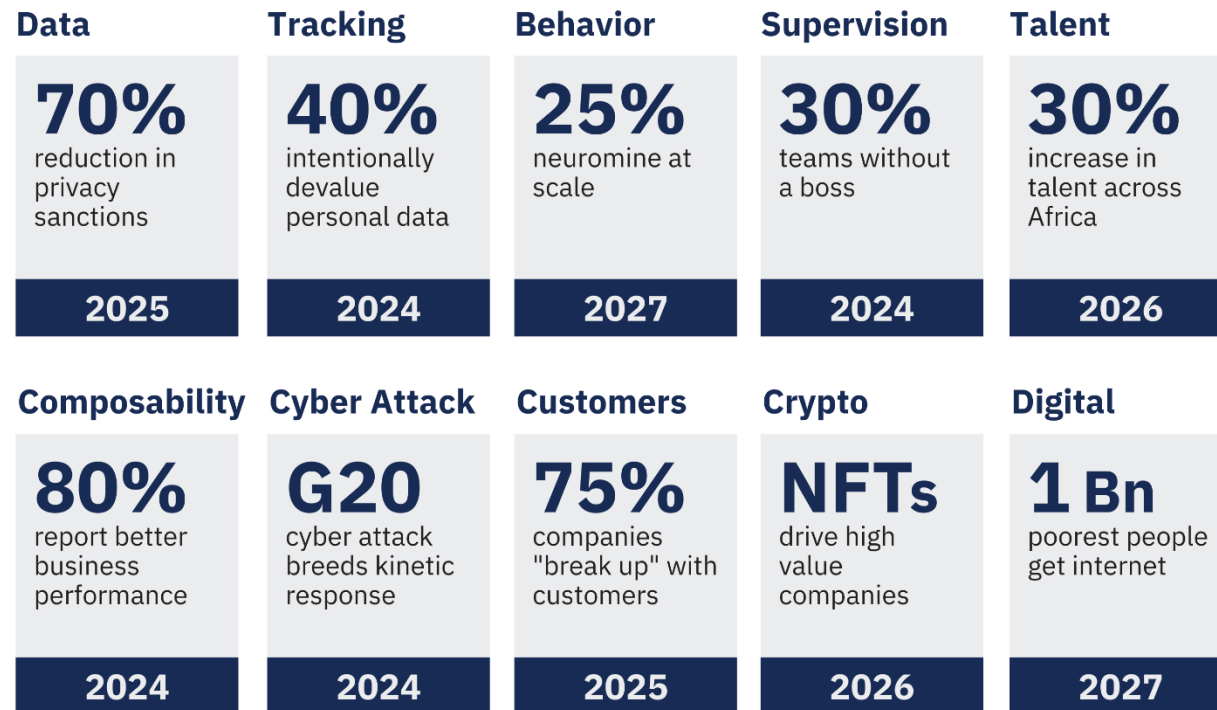 Data
70%
reduction in
privacy
sanctions
2025
Tracking
40%
intentionally
devalue
personal data
2024
Behavior
25%
neuromine at
scale
2027
Supervision
30%
teams without
a boss
2024
Talent
30%
increase in
talent across
Africa
2026
Composability
80%
report better
business
performance
2024
Cyber Attack
G20
cyber attack
breeds kinetic
response
2024
Customers
75%
companies
"break up" with
customers
2025
Crypto
NFTs
drive high
value
companies
2026
Digital
1 Bn
poorest people
get internet
2027